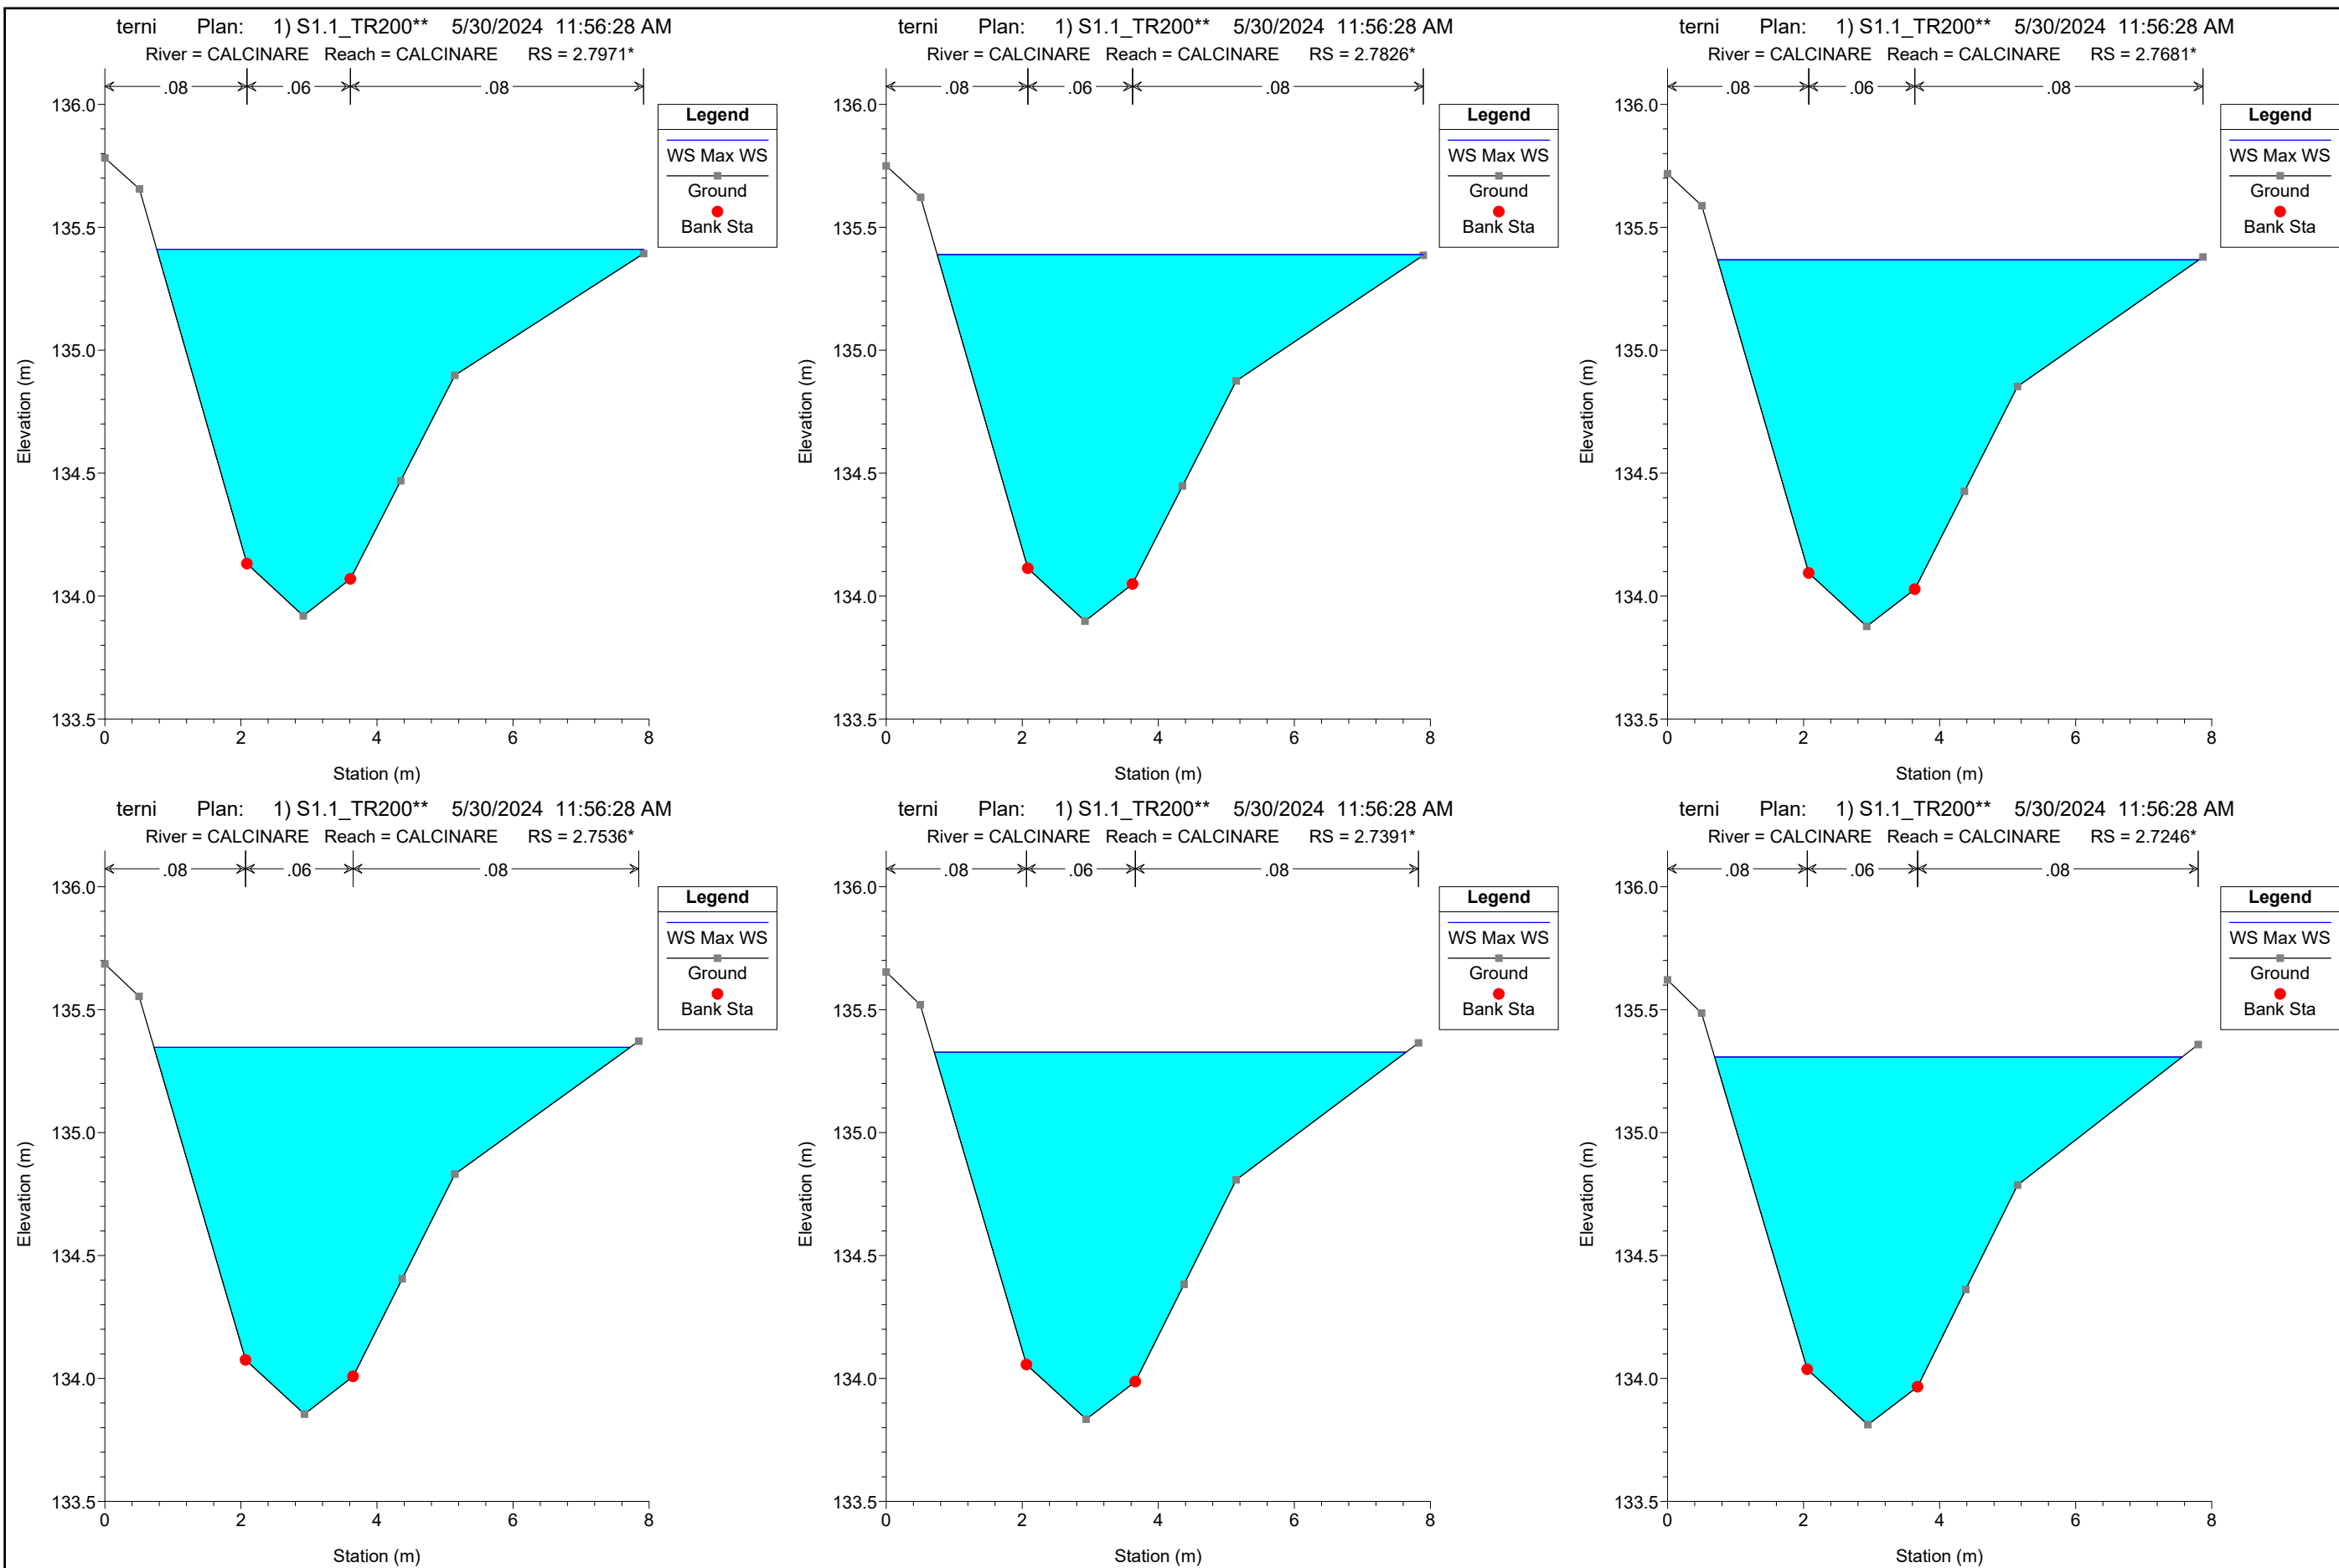 terni Plan: 1) S1.1_TR200** 5/30/2024 11:56:28 AM
River = CALCINARE Reach = CALCINARE RS = 2.7971*
.08 .06 .08
136.0
135.5
135.0
134.5
134.0
133.5
0 2 4 6 8
Station (m)
Elevation (m)
Legend
WS Max WS
Ground
Bank Sta
terni Plan: 1) S1.1_TR200** 5/30/2024 11:56:28 AM
River = CALCINARE Reach = CALCINARE RS = 2.7826*
.08 .06 .08
136.0
135.5
135.0
134.5
134.0
133.5
0 2 4 6 8
Station (m)
Elevation (m)
Legend
WS Max WS
Ground
Bank Sta
terni Plan: 1) S1.1_TR200** 5/30/2024 11:56:28 AM
River = CALCINARE Reach = CALCINARE RS = 2.7681*
.08 .06 .08
136.0
135.5
135.0
134.5
134.0
133.5
0 2 4 6 8
Station (m)
Elevation (m)
Legend
WS Max WS
Ground
Bank Sta
terni Plan: 1) S1.1_TR200** 5/30/2024 11:56:28 AM
River = CALCINARE Reach = CALCINARE RS = 2.7536*
.08 .06 .08
136.0
135.5
135.0
134.5
134.0
133.5
0 2 4 6 8
Station (m)
Elevation (m)
Legend
WS Max WS
Ground
Bank Sta
terni Plan: 1) S1.1_TR200** 5/30/2024 11:56:28 AM
River = CALCINARE Reach = CALCINARE RS = 2.7391*
.08 .06 .08
136.0
135.5
135.0
134.5
134.0
133.5
0 2 4 6 8
Station (m)
Elevation (m)
Legend
WS Max WS
Ground
Bank Sta
terni Plan: 1) S1.1_TR200** 5/30/2024 11:56:28 AM
River = CALCINARE Reach = CALCINARE RS = 2.7246*
.08 .06 .08
136.0
135.5
135.0
134.5
134.0
133.5
0 2 4 6 8
Station (m)
Elevation (m)
Legend
WS Max WS
Ground
Bank Sta